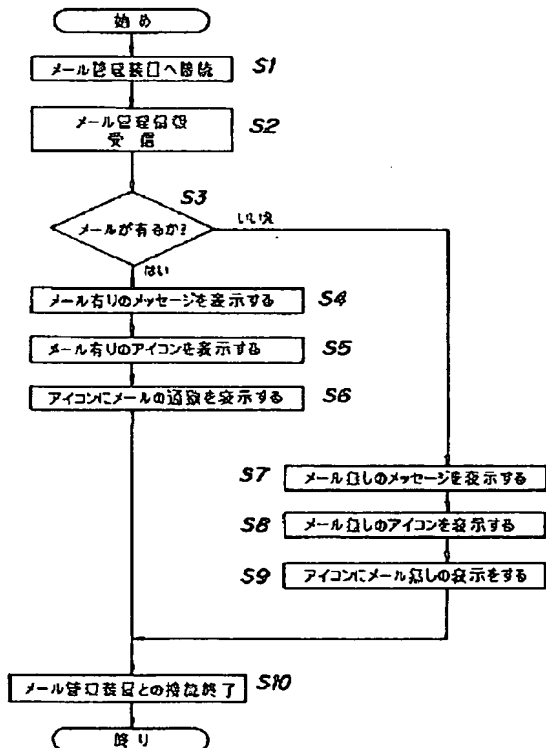 始め
メール管理装置へ接続 S1
メール管理情報
受信
S2
S3
メールが有るか?
いいえ
はい
メール有りのメッセージを表示する S4
メール有りのアイコンを表示する S5
アイコンにメールの通数を表示する S6
S7 メール無しのメッセージを表示する
S8 メール無しのアイコンを表示する
S9 アイコンにメール無しの表示をする
メール管理装置との接続終了 S10
終り